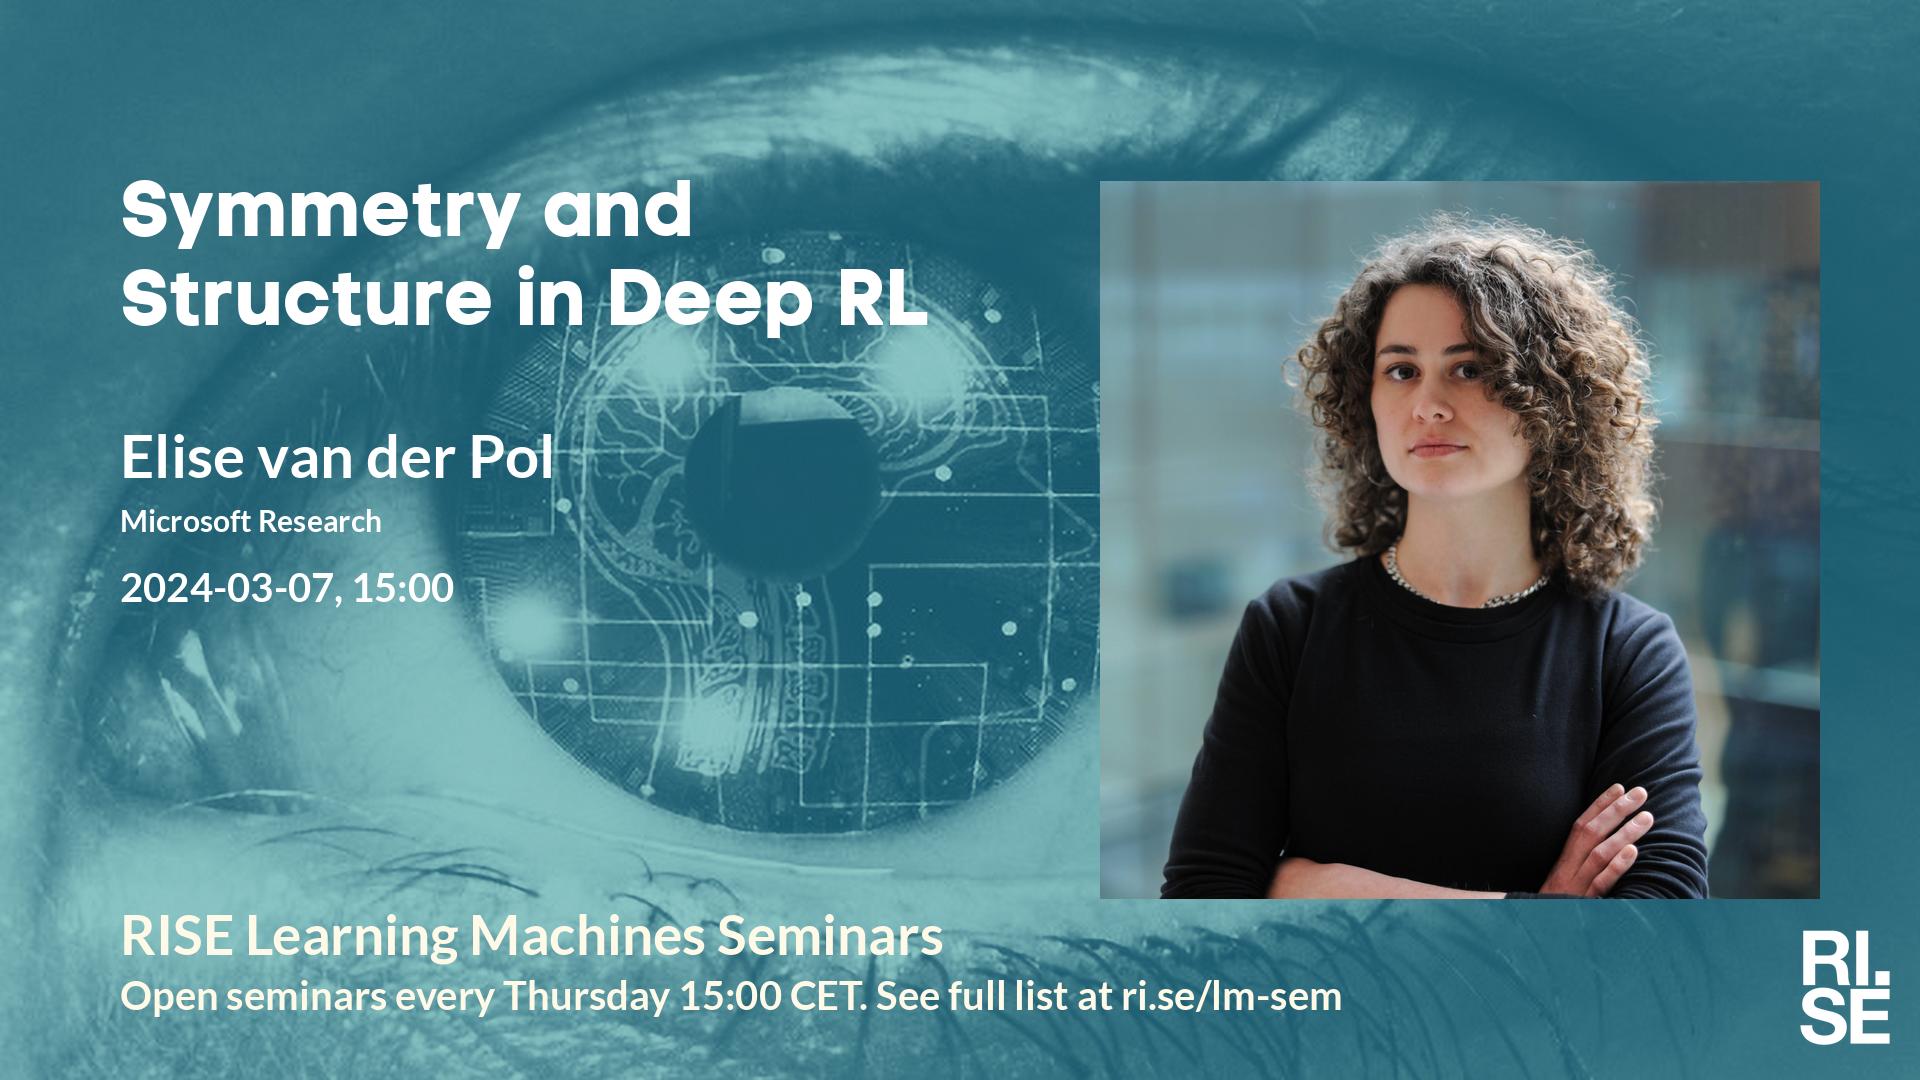 Symmetry and
Structure in Deep RL
Elise van der Pol
Microsoft Research
2024-03-07, 15:00
RISE Learning Machines Seminars
Open seminars every Thursday 15:00 CET. See full list at ri.se/lm-sem
RI.
SE